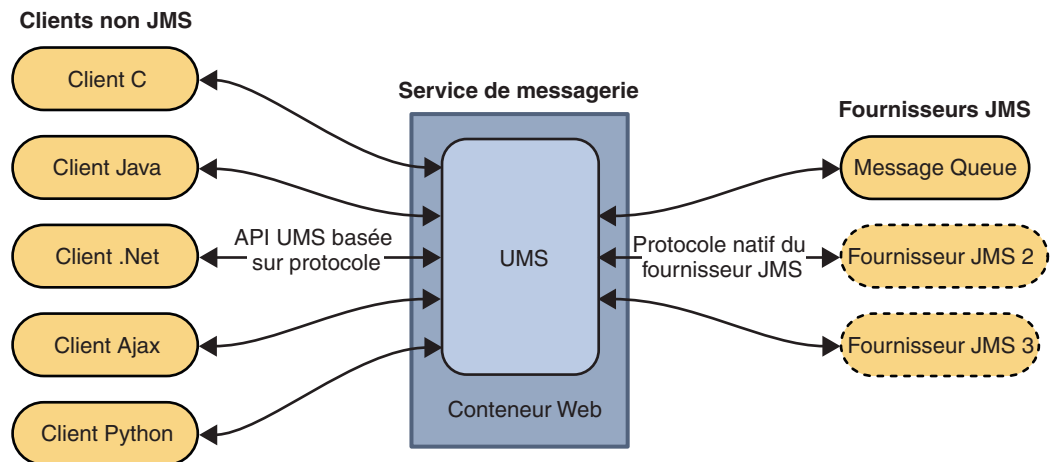 Clients non JMS
Client C
Client Java
Client .Net
Client Ajax
Client Python
API UMS basée
sur protocole
Service de messagerie
UMS
Conteneur Web
Protocole natif du
fournisseur JMS
Fournisseurs JMS
Message Queue
Fournisseur JMS 2
Fournisseur JMS 3